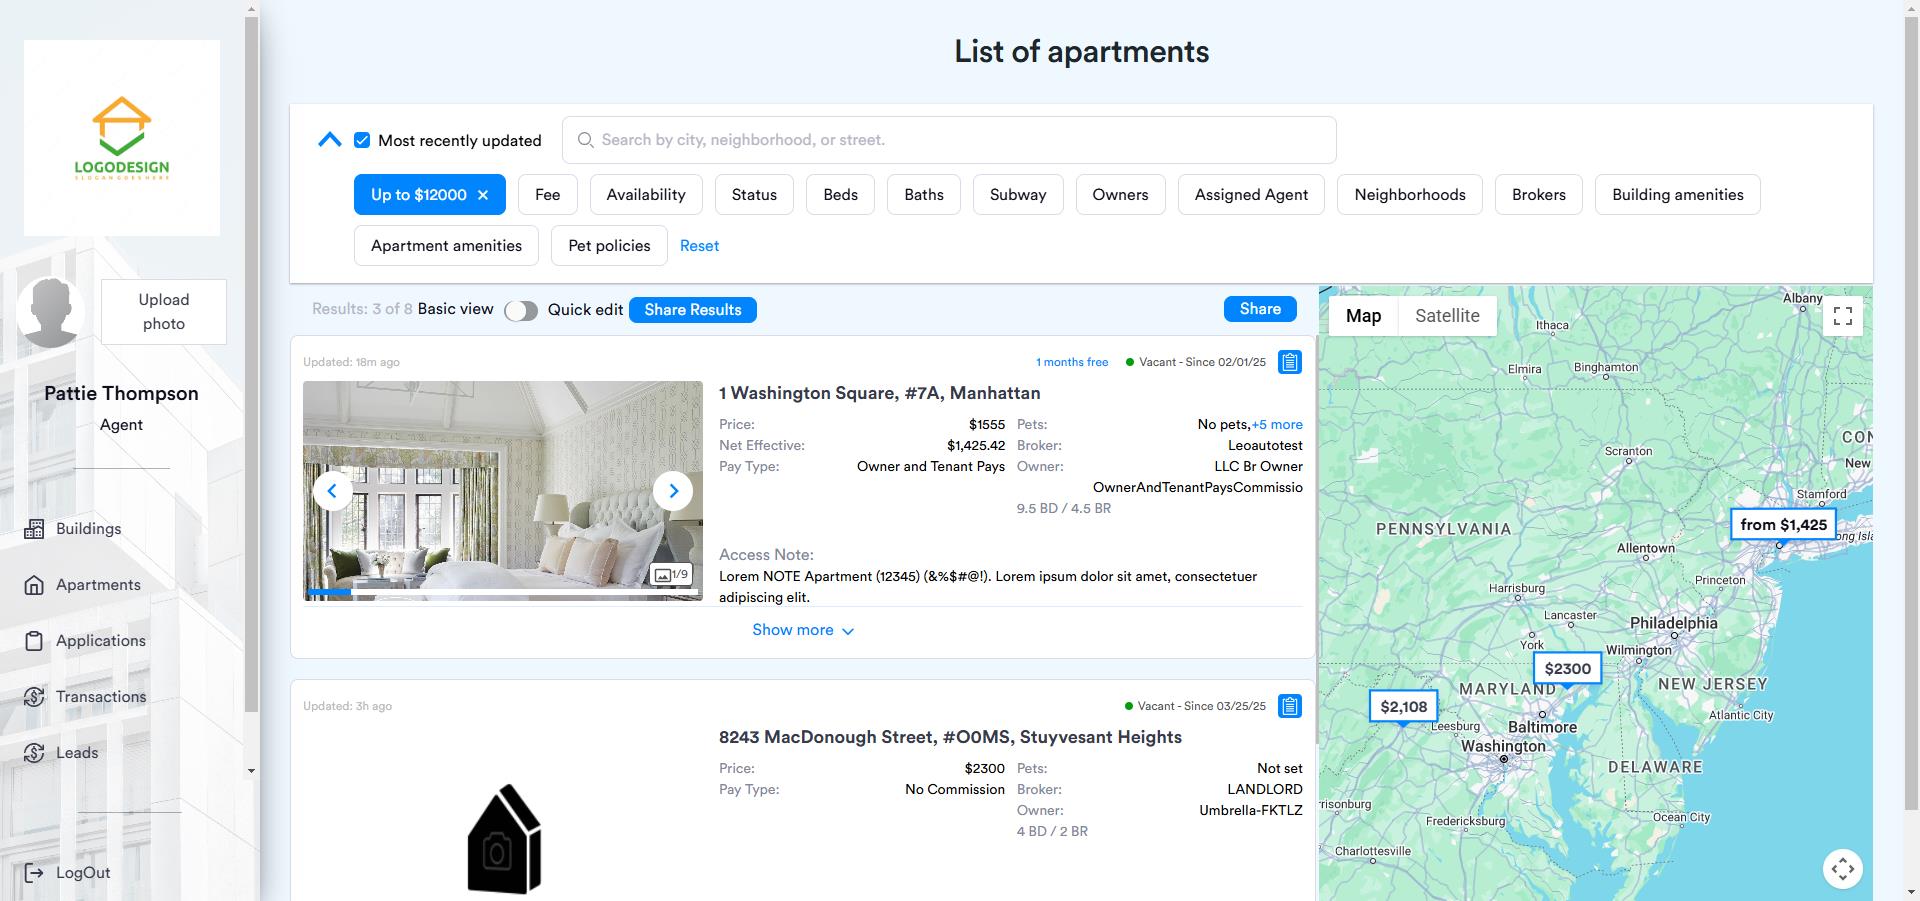 LOGODESIGN
SLOGANGOESHERE
Upload
photo
Pattie Thompson
Agent
Buildings
Apartments
Applications
Transactions
Leads
LogOut
List of apartments
Most recently updated
Search by city, neighborhood, or street.
Up to $12000 ×
Fee
Availability
Status
Beds
Baths
Subway
Owners
Assigned Agent
Neighborhoods
Brokers
Building amenities
Apartment amenities
Pet policies
Reset
Results: 3 of 8 Basic view Quick edit Share Results
Share
Updated: 18m ago
1 months free
Vacant - Since 02/01/25
1/9
1 Washington Square, #7A, Manhattan
Price: $1555
Net Effective: $1,425.42
Pay Type: Owner and Tenant Pays
Pets: No pets,+5 more
Broker: Leoautotest
Owner: LLC Br Owner
OwnerAndTenantPaysCommissio
9.5 BD / 4.5 BR
Access Note:
Lorem NOTE Apartment (12345) (&%$#@!). Lorem ipsum dolor sit amet, consectetuer
adipiscing elit.
Show more
Updated: 3h ago
Vacant - Since 03/25/25
8243 MacDonough Street, #O0MS, Stuyvesant Heights
Price: $2300
Pay Type: No Commission
Pets: Not set
Broker: LANDLORD
Owner: Umbrella-FKTLZ
4 BD / 2 BR
Map
Satellite
Albany
Ithaca
Elmira
Binghamton
CON
Scranton
New
Stamford
from $1,425
PENNSYLVANIA
ong Isla
Allentown
Princeton
Harrisburg
Lancaster
Philadelphia
York
Wilmington
$2300
MARYLAND
NEW JERSEY
$2,108
Leesburg
Baltimore
Atlantic City
Washington
DELAWARE
rrisonburg
Fredericksburg
Ocean City
Charlottesville